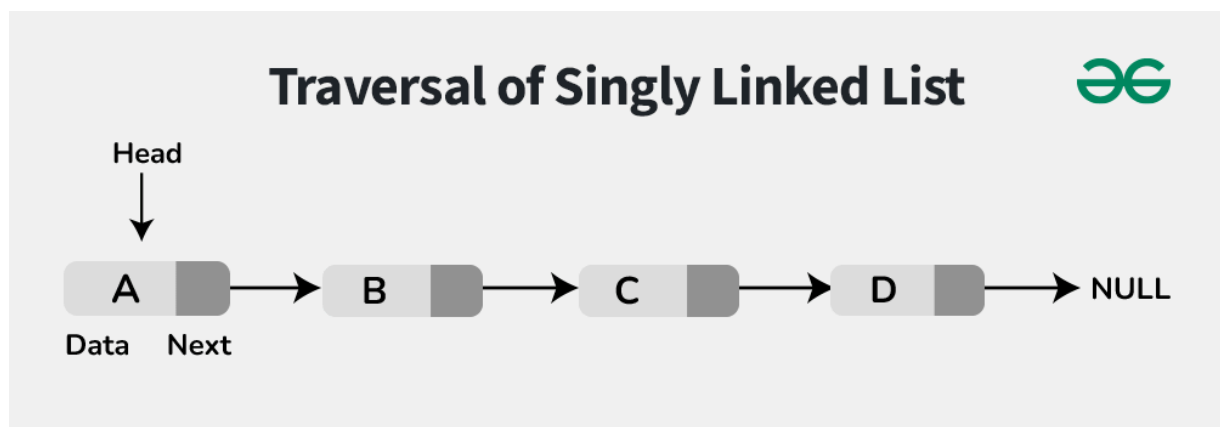 Traversal of Singly Linked List
Head
A
B
C
D
NULL
Data
Next